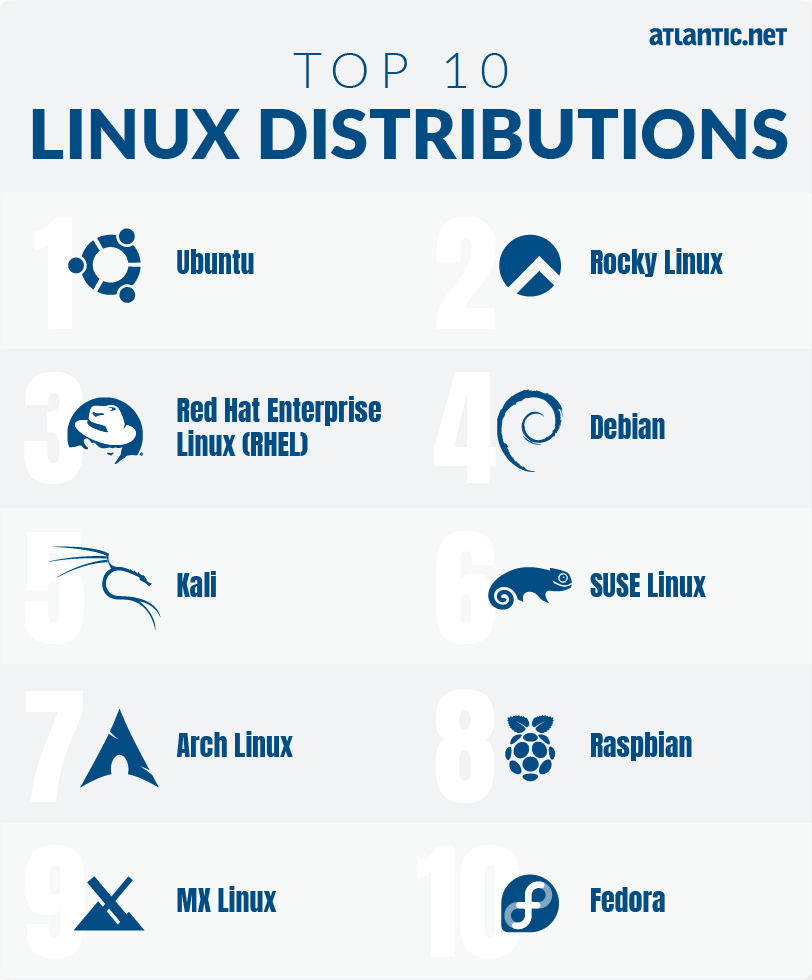 aTLaNTIC.NeT
TOP 10
LINUX DISTRIBUTIONS
1
Ubuntu
2
Rocky Linux
3
Red Hat Enterprise
Linux (RHEL)
4
Debian
5
Kali
6
SUSE Linux
7
Arch Linux
8
Raspbian
9
MX Linux
10
Fedora